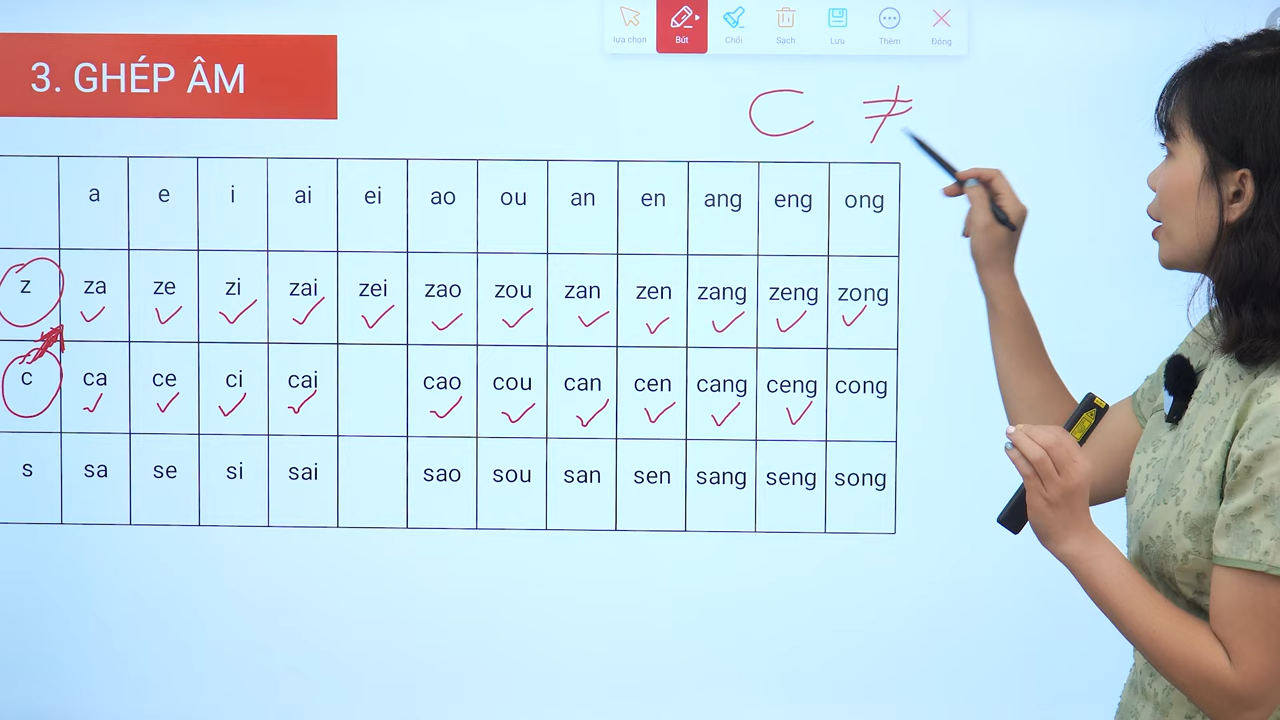 lựa chọn Bút Chổi Sạch Lưu Thêm Đóng
3. GHÉP ÂM
C ≠
a e i ai ei ao ou an en ang eng ong
z za ze zi zai zei zao zou zan zen zang zeng zong
c ca ce ci cai cao cou can cen cang ceng cong
s sa se si sai sao sou san sen sang seng song